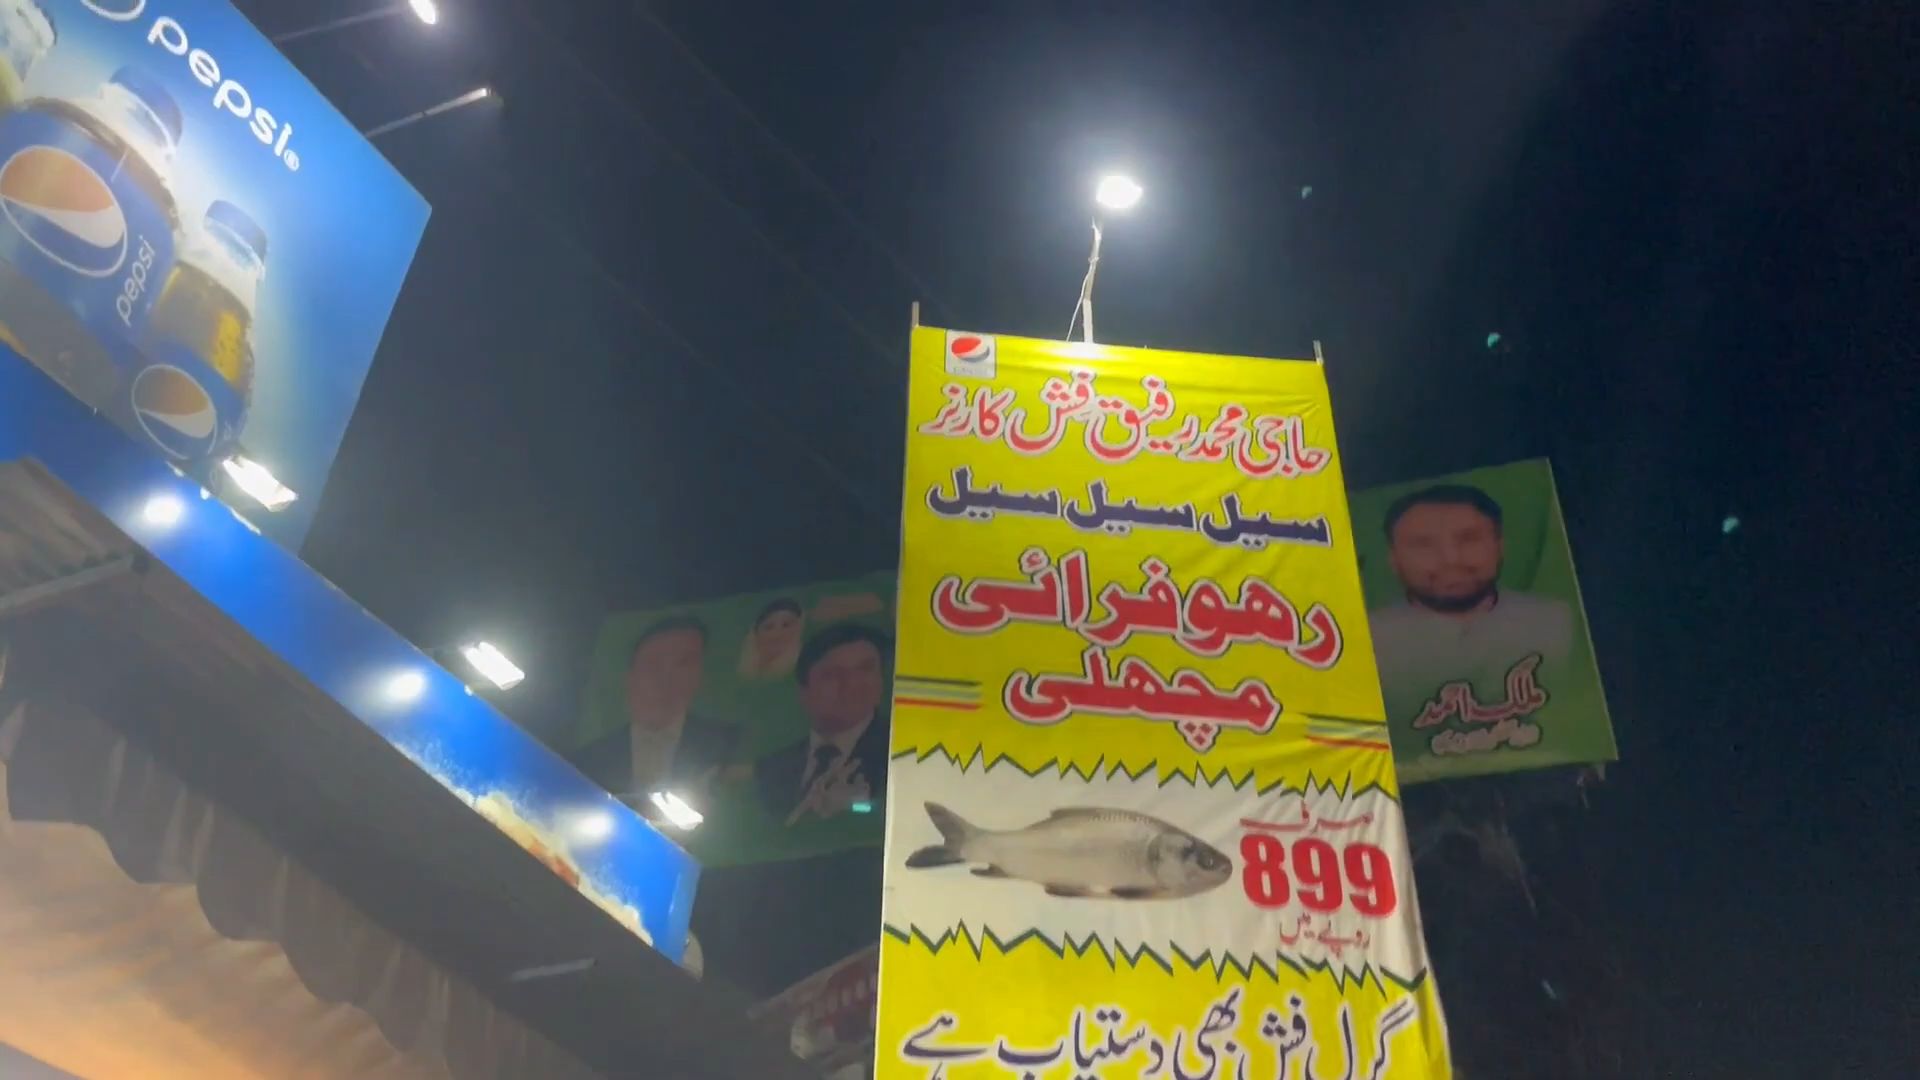 pepsi
pepsi
حاجی محمد رفیق فش کارنر
سیل سیل سیل
رھو فرائی
مچھلی
صرف
899
روپے میں
گرل فش بھی دستیاب ہے
ملک احمد